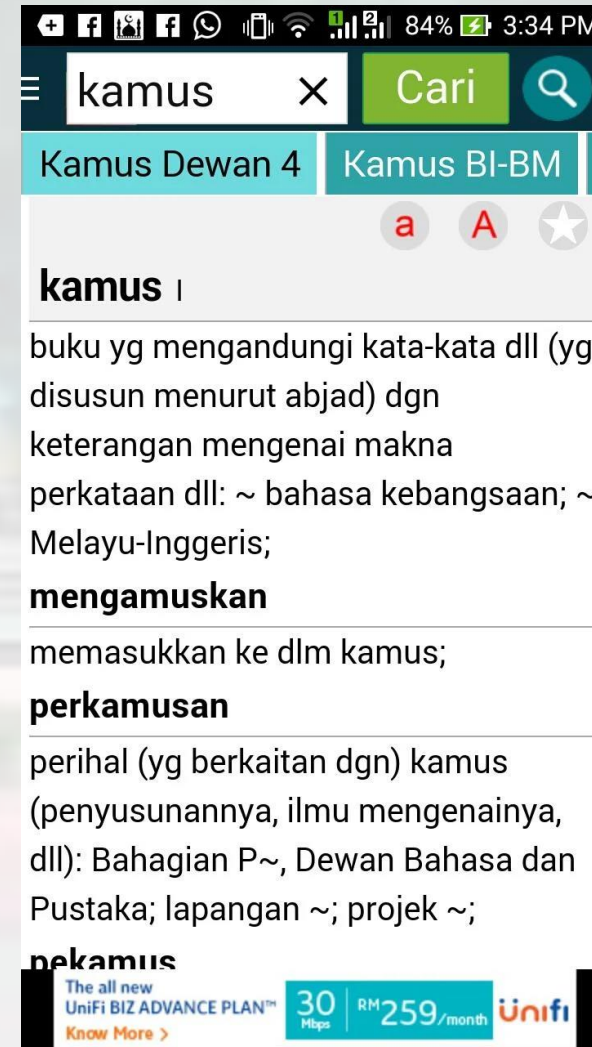 84% 3:34 PM
kamus × Cari
Kamus Dewan 4 Kamus BI-BM
a A
kamus I
buku yg mengandungi kata-kata dll (yg
disusun menurut abjad) dgn
keterangan mengenai makna
perkataan dll: ~ bahasa kebangsaan; ~
Melayu-Inggeris;
mengamuskan
memasukkan ke dlm kamus;
perkamusan
perihal (yg berkaitan dgn) kamus
(penyusunannya, ilmu mengenainya,
dll): Bahagian P~, Dewan Bahasa dan
Pustaka; lapangan ~; projek ~;
pekamus
The all new
UniFi BIZ ADVANCE PLAN™
Know More >
30 Mbps RM259/month unifi